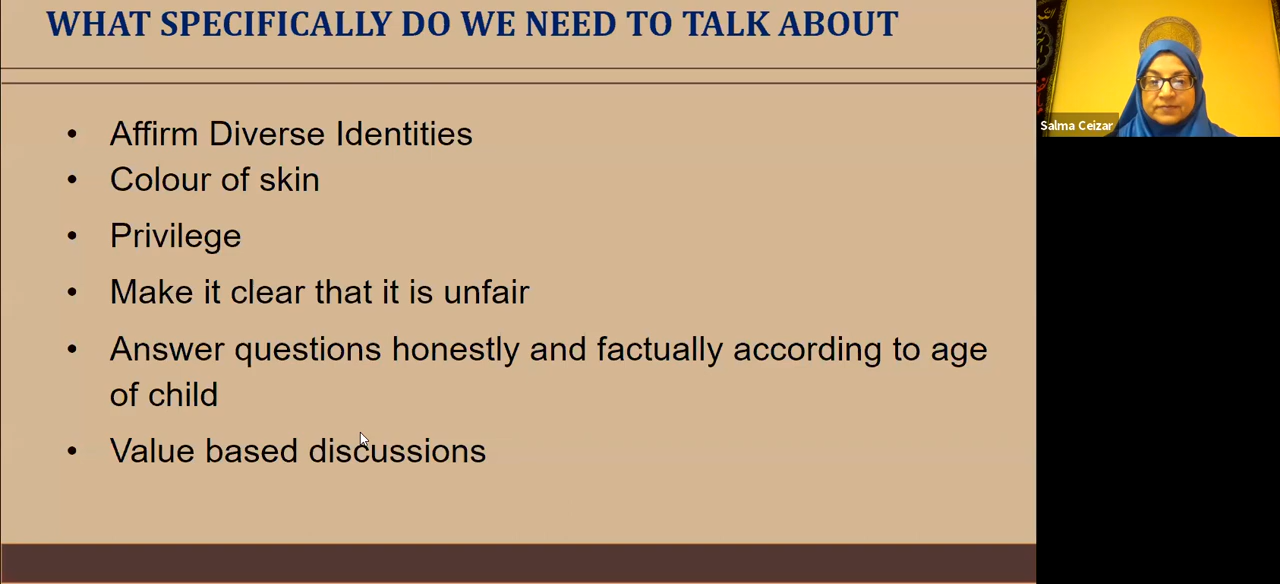 WHAT SPECIFICALLY DO WE NEED TO TALK ABOUT
• Affirm Diverse Identities
• Colour of skin
• Privilege
• Make it clear that it is unfair
• Answer questions honestly and factually according to age
of child
• Value based discussions
Salma Ceizar